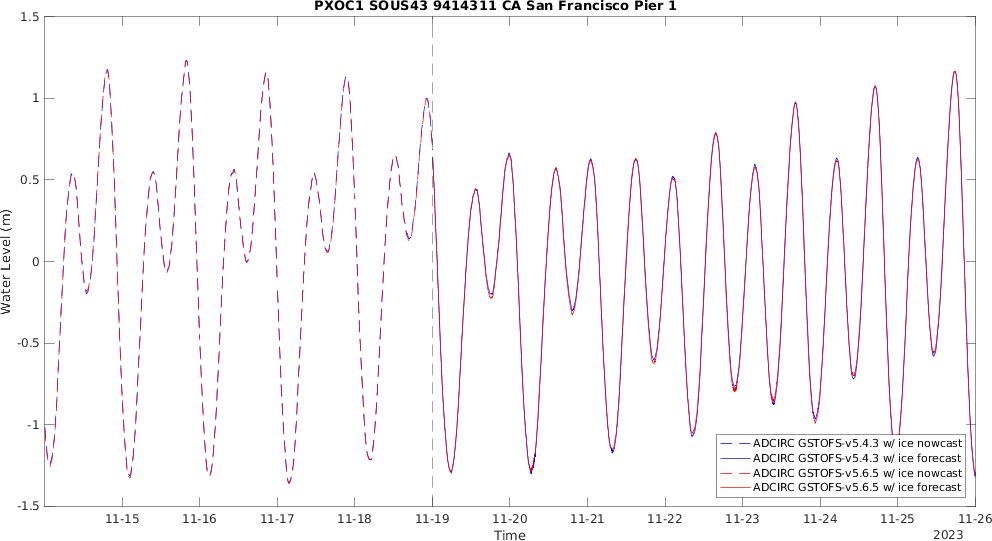 PXOC1 SOUS43 9414311 CA San Francisco Pier 1
1.5
1
0.5
0
-0.5
-1
-1.5
Water Level (m)
11-15
11-16
11-17
11-18
11-19
11-20
11-21
11-22
11-23
11-24
11-25
11-26
Time
2023
ADCIRC GSTOFS-v5.4.3 w/ ice nowcast
ADCIRC GSTOFS-v5.4.3 w/ ice forecast
ADCIRC GSTOFS-v5.6.5 w/ ice nowcast
ADCIRC GSTOFS-v5.6.5 w/ ice forecast